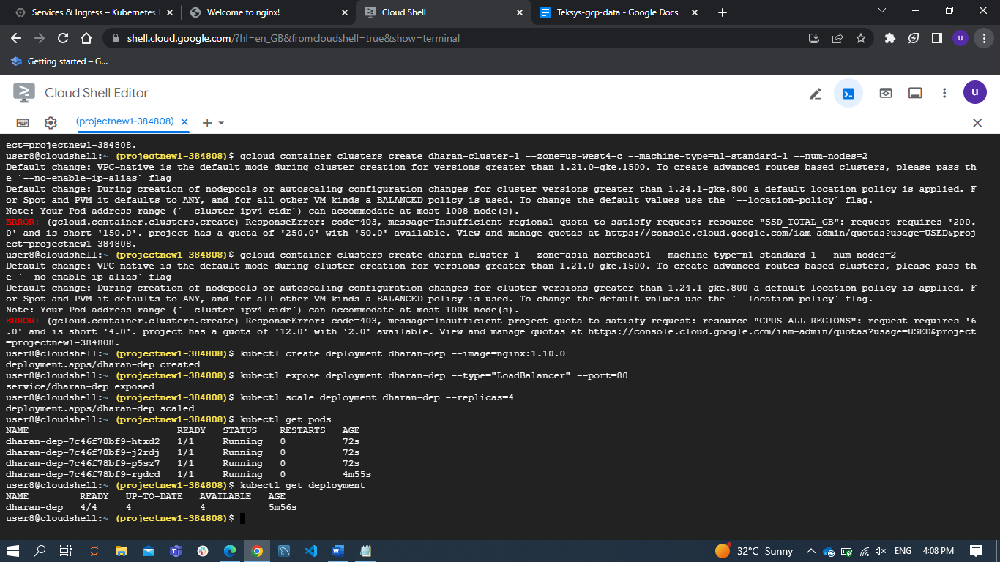 Services & Ingress – Kubernetes
Welcome to nginx!
Cloud Shell
Teksys-gcp-data - Google Docs
shell.cloud.google.com/?hl=en_GB&fromcloudshell=true&show=terminal
u
Getting started – G...
Cloud Shell Editor
u
(projectnew1-384808)
ect=projectnew1-384808.
user8@cloudshell:~ (projectnew1-384808)$ gcloud container clusters create dharan-cluster-1 --zone=us-west4-c --machine-type=n1-standard-1 --num-nodes=2
Default change: VPC-native is the default mode during cluster creation for versions greater than 1.21.0-gke.1500. To create advanced routes based clusters, please pass th
e `--no-enable-ip-alias` flag
Default change: During creation of nodepools or autoscaling configuration changes for cluster versions greater than 1.24.1-gke.800 a default location policy is applied. F
or Spot and PVM it defaults to ANY, and for all other VM kinds a BALANCED policy is used. To change the default values use the `--location-policy` flag.
Note: Your Pod address range (`--cluster-ipv4-cidr`) can accommodate at most 1008 node(s).
ERROR: (gcloud.container.clusters.create) ResponseError: code=403, message=Insufficient regional quota to satisfy request: resource "SSD_TOTAL_GB": request requires '200.
0' and is short '150.0'. project has a quota of '250.0' with '50.0' available. View and manage quotas at https://console.cloud.google.com/iam-admin/quotas?usage=USED&proj
ect=projectnew1-384808.
user8@cloudshell:~ (projectnew1-384808)$ gcloud container clusters create dharan-cluster-1 --zone=asia-northeast1 --machine-type=n1-standard-1 --num-nodes=2
Default change: VPC-native is the default mode during cluster creation for versions greater than 1.21.0-gke.1500. To create advanced routes based clusters, please pass th
e `--no-enable-ip-alias` flag
Default change: During creation of nodepools or autoscaling configuration changes for cluster versions greater than 1.24.1-gke.800 a default location policy is applied. F
or Spot and PVM it defaults to ANY, and for all other VM kinds a BALANCED policy is used. To change the default values use the `--location-policy` flag.
Note: Your Pod address range (`--cluster-ipv4-cidr`) can accommodate at most 1008 node(s).
ERROR: (gcloud.container.clusters.create) ResponseError: code=403, message=Insufficient project quota to satisfy request: resource "CPUS_ALL_REGIONS": request requires '6
.0' and is short '4.0'. project has a quota of '12.0' with '2.0' available. View and manage quotas at https://console.cloud.google.com/iam-admin/quotas?usage=USED&project
=projectnew1-384808.
user8@cloudshell:~ (projectnew1-384808)$ kubectl create deployment dharan-dep --image=nginx:1.10.0
deployment.apps/dharan-dep created
user8@cloudshell:~ (projectnew1-384808)$ kubectl expose deployment dharan-dep --type="LoadBalancer" --port=80
service/dharan-dep exposed
user8@cloudshell:~ (projectnew1-384808)$ kubectl scale deployment dharan-dep --replicas=4
deployment.apps/dharan-dep scaled
user8@cloudshell:~ (projectnew1-384808)$ kubectl get pods
NAME READY STATUS RESTARTS AGE
dharan-dep-7c46f78bf9-htxd2 1/1 Running 0 72s
dharan-dep-7c46f78bf9-j2rdj 1/1 Running 0 72s
dharan-dep-7c46f78bf9-p5sz7 1/1 Running 0 72s
dharan-dep-7c46f78bf9-rgdcd 1/1 Running 0 4m55s
user8@cloudshell:~ (projectnew1-384808)$ kubectl get deployment
NAME READY UP-TO-DATE AVAILABLE AGE
dharan-dep 4/4 4 4 5m56s
user8@cloudshell:~ (projectnew1-384808)$
32°C Sunny
ENG
4:08 PM